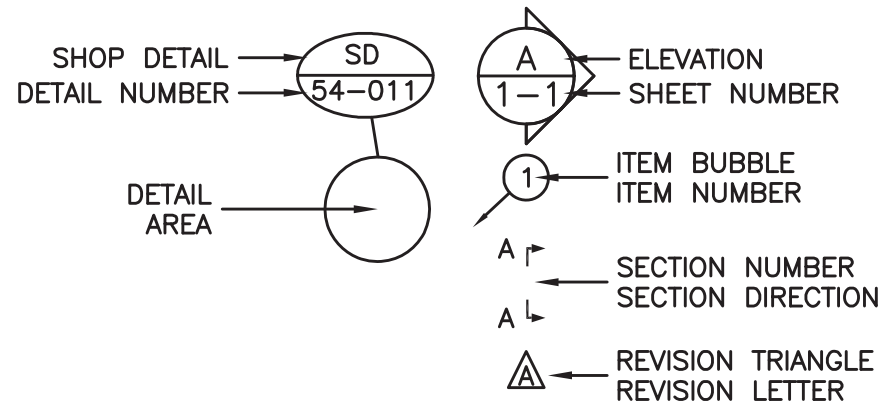 SHOP DETAIL
SD
DETAIL NUMBER
54-011
DETAIL
AREA
A
ELEVATION
1-1
SHEET NUMBER
1
ITEM BUBBLE
ITEM NUMBER
A
SECTION NUMBER
SECTION DIRECTION
A
A
REVISION TRIANGLE
REVISION LETTER